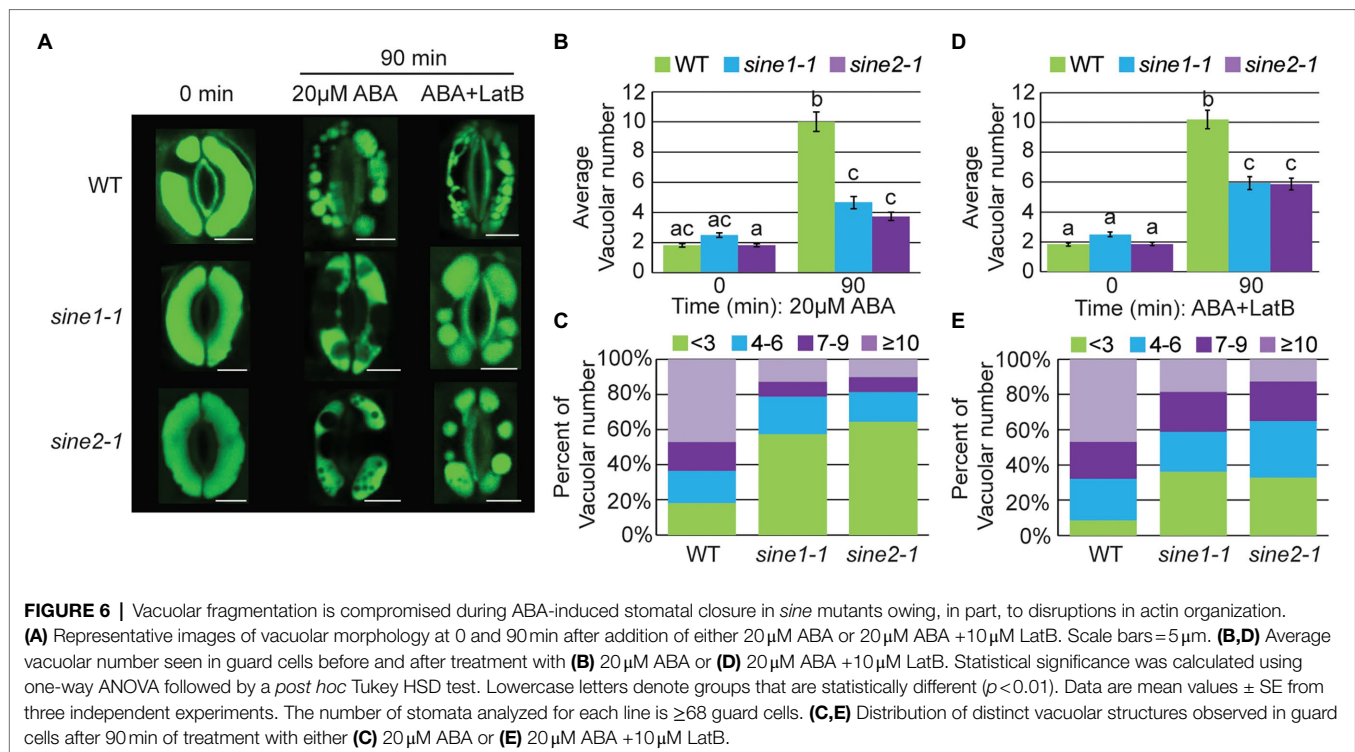 A
90 min
0 min
20µM ABA
ABA+LatB
WT
sine1-1
sine2-1
B
WT sine1-1 sine2-1
Average
Vacuolar number
12
10
8
6
4
2
0
ac
ac
a
b
c
c
0
90
Time (min): 20µM ABA
C
<3 4-6 7-9 ≥10
Percent of
Vacuolar number
100%
80%
60%
40%
20%
0%
WT
sine1-1
sine2-1
D
WT sine1-1 sine2-1
Average
Vacuolar number
12
10
8
6
4
2
0
a
a
a
b
c
c
0
90
Time (min): ABA+LatB
E
<3 4-6 7-9 ≥10
Percent of
Vacuolar number
100%
80%
60%
40%
20%
0%
WT
sine1-1
sine2-1
FIGURE 6 | Vacuolar fragmentation is compromised during ABA-induced stomatal closure in sine mutants owing, in part, to disruptions in actin organization.
(A) Representative images of vacuolar morphology at 0 and 90 min after addition of either 20 µM ABA or 20 µM ABA +10 µM LatB. Scale bars = 5 µm. (B,D) Average
vacuolar number seen in guard cells before and after treatment with (B) 20 µM ABA or (D) 20 µM ABA +10 µM LatB. Statistical significance was calculated using
one-way ANOVA followed by a post hoc Tukey HSD test. Lowercase letters denote groups that are statistically different (p < 0.01). Data are mean values ± SE from
three independent experiments. The number of stomata analyzed for each line is ≥68 guard cells. (C,E) Distribution of distinct vacuolar structures observed in guard
cells after 90 min of treatment with either (C) 20 µM ABA or (E) 20 µM ABA +10 µM LatB.